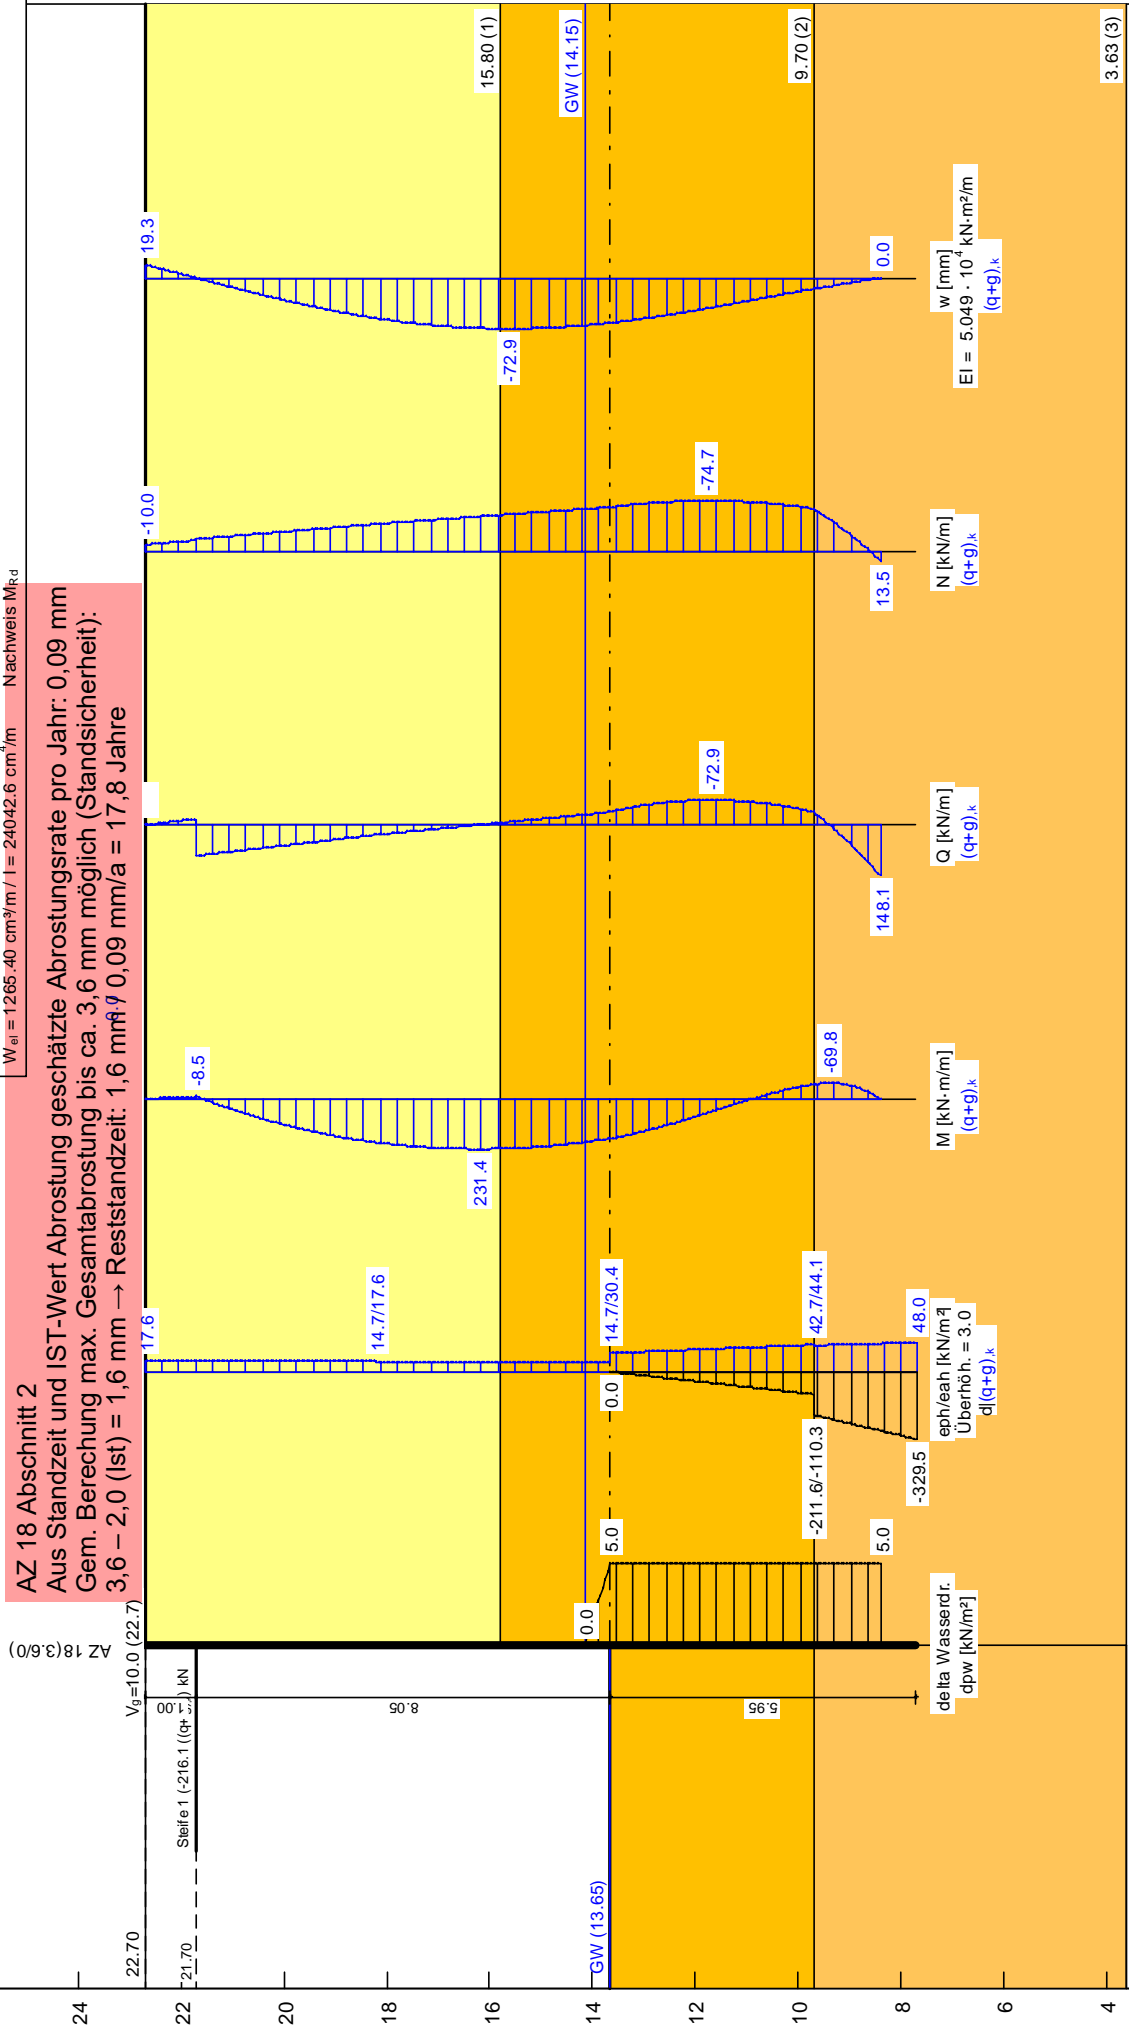 W el = 1265.40 cm³/m / I = 24042.6 cm⁴/m Nachweis M Rd
AZ 18 Abschnitt 2
Aus Standzeit und IST-Wert Abrostung geschätzte Abrostungsrate pro Jahr: 0,09 mm
Gem. Berechung max. Gesamtabrostung bis ca. 3,6 mm möglich (Standsicherheit):
3,6 – 2,0 (Ist) = 1,6 mm → Reststandzeit: 1,6 mm / 0,09 mm/a = 17,8 Jahre
AZ 18(3.6/0)
V g =10.0 (22.7)
22.70
21.70
Steife 1 (-216.1 ((q+
) kN
1.00
8.05
5.95
GW (13.65)
24
22
20
18
16
14
12
10
8
6
4
0.0
5.0
5.0
delta Wasserdr.
dpw [kN/m²]
17.6
14.7/17.6
14.7/30.4
0.0
42.7/44.1
-211.6/-110.3
48.0
-329.5
eph/eah [kN/m²]
Überhöh. = 3.0
d|(q+g),k
-8.5
231.4
-69.8
M [kN·m/m]
(q+g),k
0.0
-72.9
148.1
Q [kN/m]
(q+g),k
-10.0
-74.7
13.5
N [kN/m]
(q+g),k
19.3
-72.9
0.0
w [mm]
EI = 5.049 · 10⁴ kN·m²/m
(q+g),k
15.80 (1)
GW (14.15)
9.70 (2)
3.63 (3)